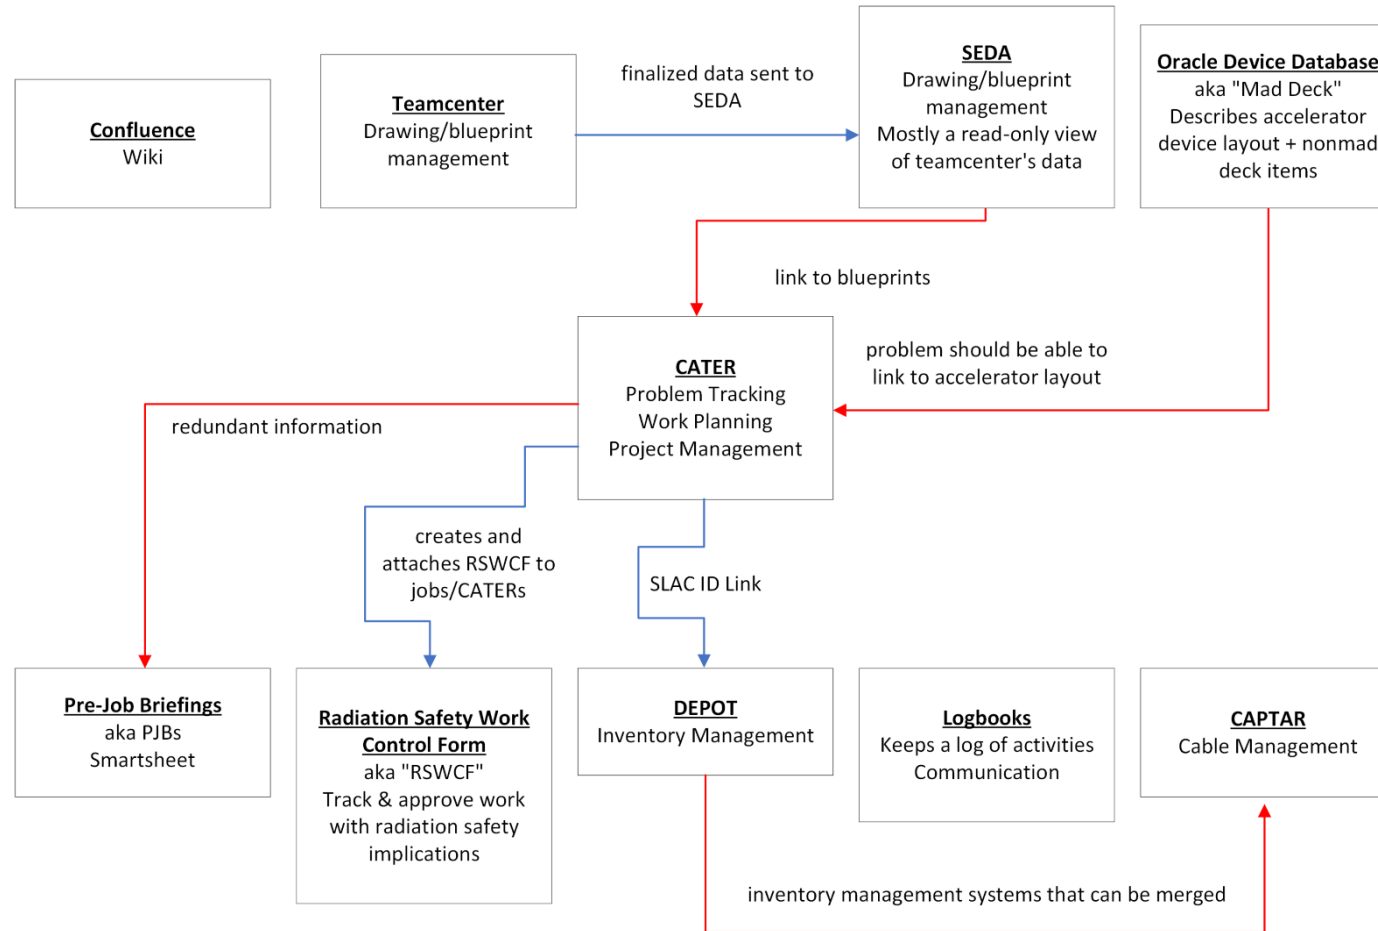 Confluence
Wiki
Teamcenter
Drawing/blueprint
management
finalized data sent to
SEDA
SEDA
Drawing/blueprint
management
Mostly a read-only view
of teamcenter's data
Oracle Device Database
aka "Mad Deck"
Describes accelerator
device layout + nonmad
deck items
link to blueprints
problem should be able to
link to accelerator layout
CATER
Problem Tracking
Work Planning
Project Management
redundant information
creates and
attaches RSWCF to
jobs/CATERs
SLAC ID Link
Pre-Job Briefings
aka PJBs
Smartsheet
Radiation Safety Work
Control Form
aka "RSWCF"
Track & approve work
with radiation safety
implications
DEPOT
Inventory Management
Logbooks
Keeps a log of activities
Communication
CAPTAR
Cable Management
inventory management systems that can be merged